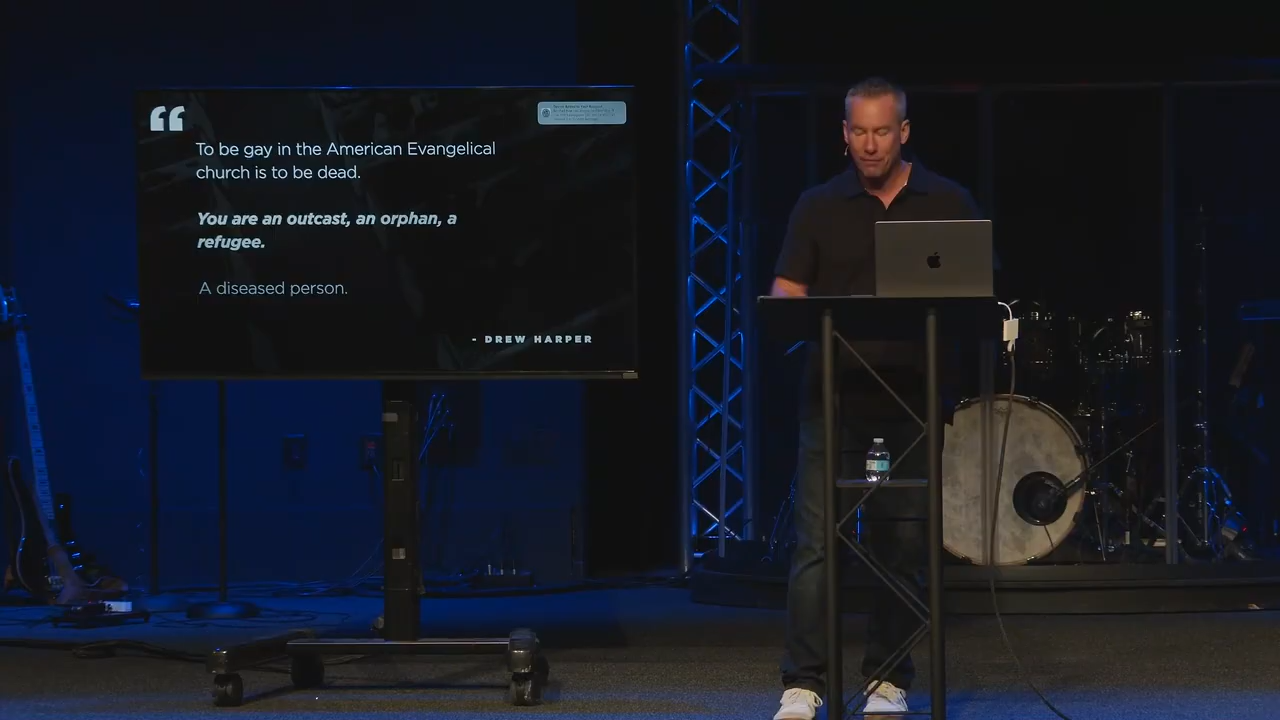 To be gay in the American Evangelical
church is to be dead.
You are an outcast, an orphan, a
refugee.
A diseased person.
- DREW HARPER